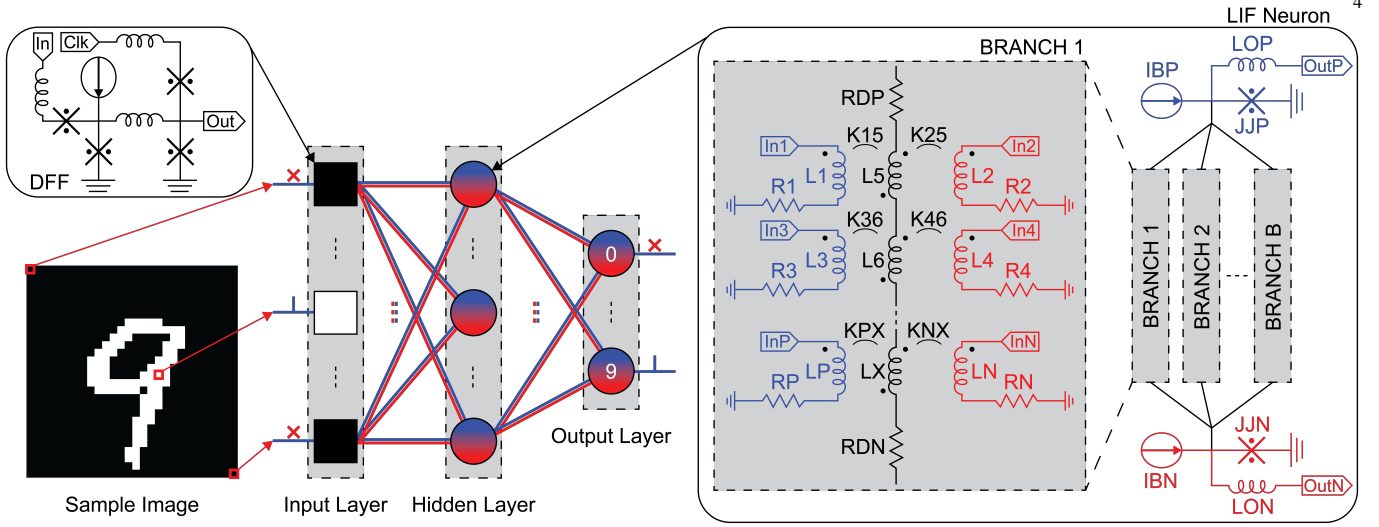 4
LIF Neuron
In
Clk
Out
DFF
BRANCH 1
RDP
K15
K25
In1
In2
L1
L5
L2
R1
R2
K36
K46
In3
In4
L3
L6
L4
R3
R4
KPX
KNX
InP
InN
LP
LX
LN
RP
RN
RDN
LOP
IBP
OutP
JJP
BRANCH 1
BRANCH 2
BRANCH B
JJN
IBN
OutN
LON
0
9
Sample Image
Input Layer
Hidden Layer
Output Layer